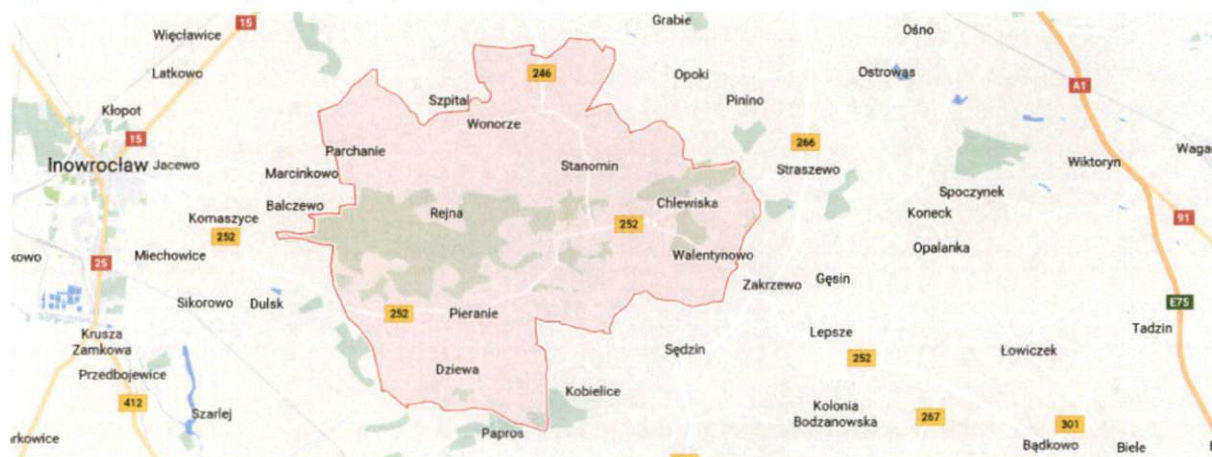 Grabie
15
Więcławice
Ośno
Latkowo
246
Opoki
Ostrowąs
A1
Szpital
Pinino
Kłopot
Wonorze
15
266
Parchanie
Inowrocław
Jacewo
Stanomin
Straszewo
Wiktoryn
Marcinkowo
Spoczynek
Balczewo
Rejna
Chlewiska
Komaszyce
Koneck
91
252
252
Opalanka
Miechowice
Walentynowo
25
Zakrzewo
Gęsin
Sikorowo
Dulsk
E75
252
Pieranie
Tadzin
Krusza
Zamkowa
Lepsze
Sędzin
Łowiczek
252
Przedbojewice
Dziewa
Kobielice
412
Szarlej
Kolonia
Bodzanowska
267
301
Papros
Bądkowo
Biele